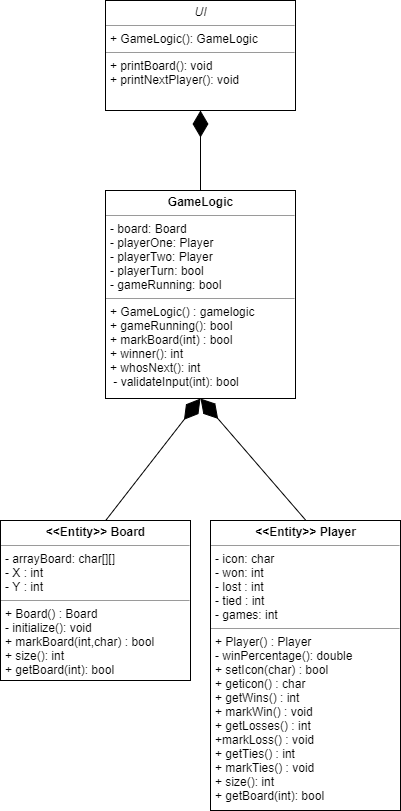 UI
+ GameLogic(): GameLogic
+ printBoard(): void
+ printNextPlayer(): void
GameLogic
- board: Board
- playerOne: Player
- playerTwo: Player
- playerTurn: bool
- gameRunning: bool
+ GameLogic() : gamelogic
+ gameRunning(): bool
+ markBoard(int) : bool
+ winner(): int
+ whosNext(): int
- validateInput(int): bool
<<Entity>> Board
- arrayBoard: char[][]
- X : int
- Y : int
+ Board() : Board
- initialize(): void
+ markBoard(int,char) : bool
+ size(): int
+ getBoard(int): bool
<<Entity>> Player
- icon: char
- won: int
- lost : int
- tied : int
- games: int
+ Player() : Player
- winPercentage(): double
+ setIcon(char) : bool
+ geticon() : char
+ getWins() : int
+ markWin() : void
+ getLosses() : int
+markLoss() : void
+ getTies() : int
+ markTies() : void
+ size(): int
+ getBoard(int) : bool